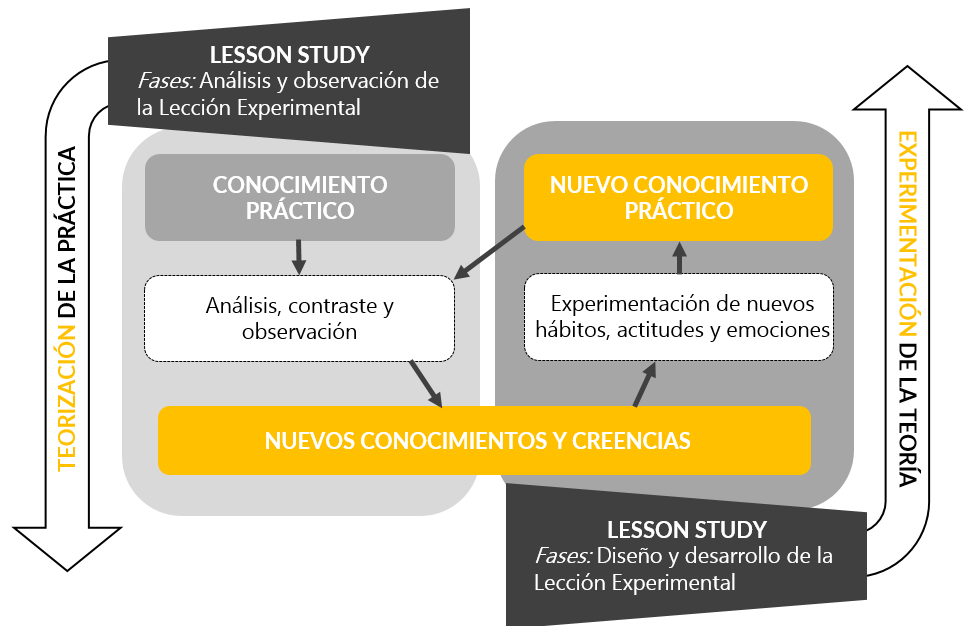 LESSON STUDY
Fases: Análisis y observación de
la Lección Experimental
TEORIZACIÓN DE LA PRÁCTICA
CONOCIMIENTO
PRÁCTICO
Análisis, contraste y
observación
NUEVO CONOCIMIENTO
PRÁCTICO
Experimentación de nuevos
hábitos, actitudes y emociones
NUEVOS CONOCIMIENTOS Y CREENCIAS
EXPERIMENTACIÓN DE LA TEORÍA
LESSON STUDY
Fases: Diseño y desarrollo de la
Lección Experimental